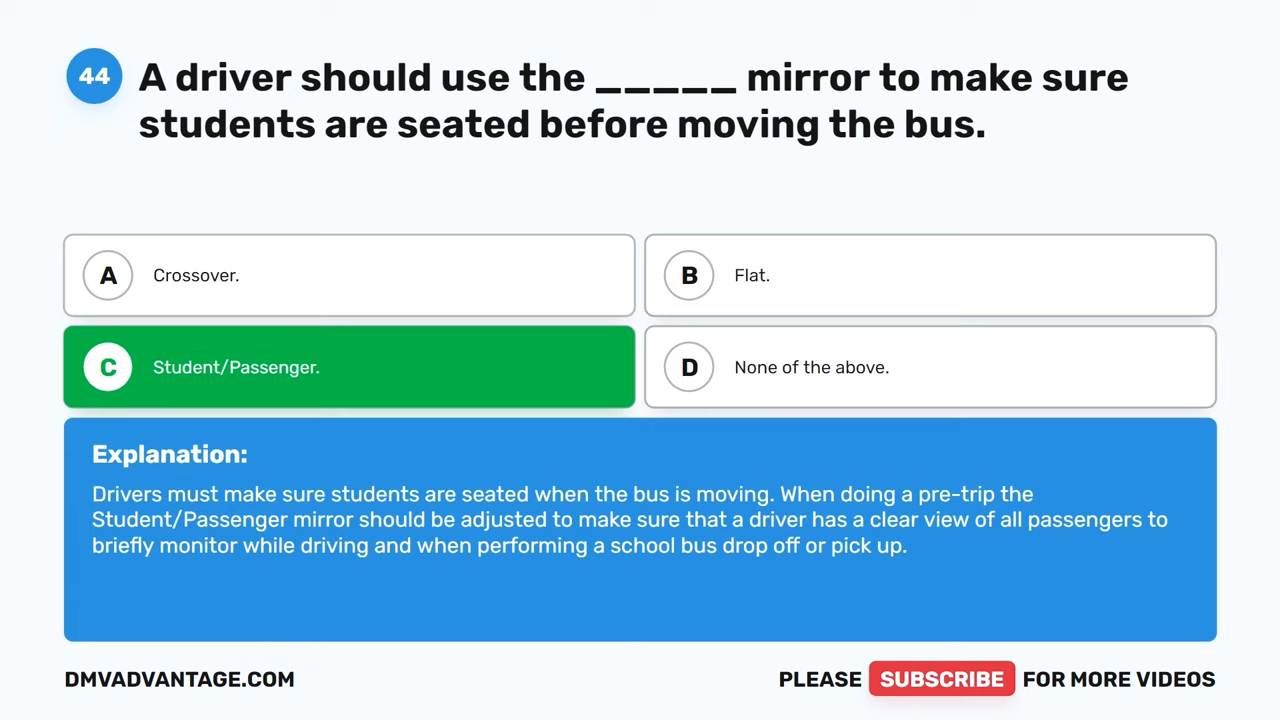 44
A driver should use the _____ mirror to make sure
students are seated before moving the bus.
A Crossover.
B Flat.
C Student/Passenger.
D None of the above.
Explanation:
Drivers must make sure students are seated when the bus is moving. When doing a pre-trip the
Student/Passenger mirror should be adjusted to make sure that a driver has a clear view of all passengers to
briefly monitor while driving and when performing a school bus drop off or pick up.
DMVADVANTAGE.COM
PLEASE SUBSCRIBE FOR MORE VIDEOS